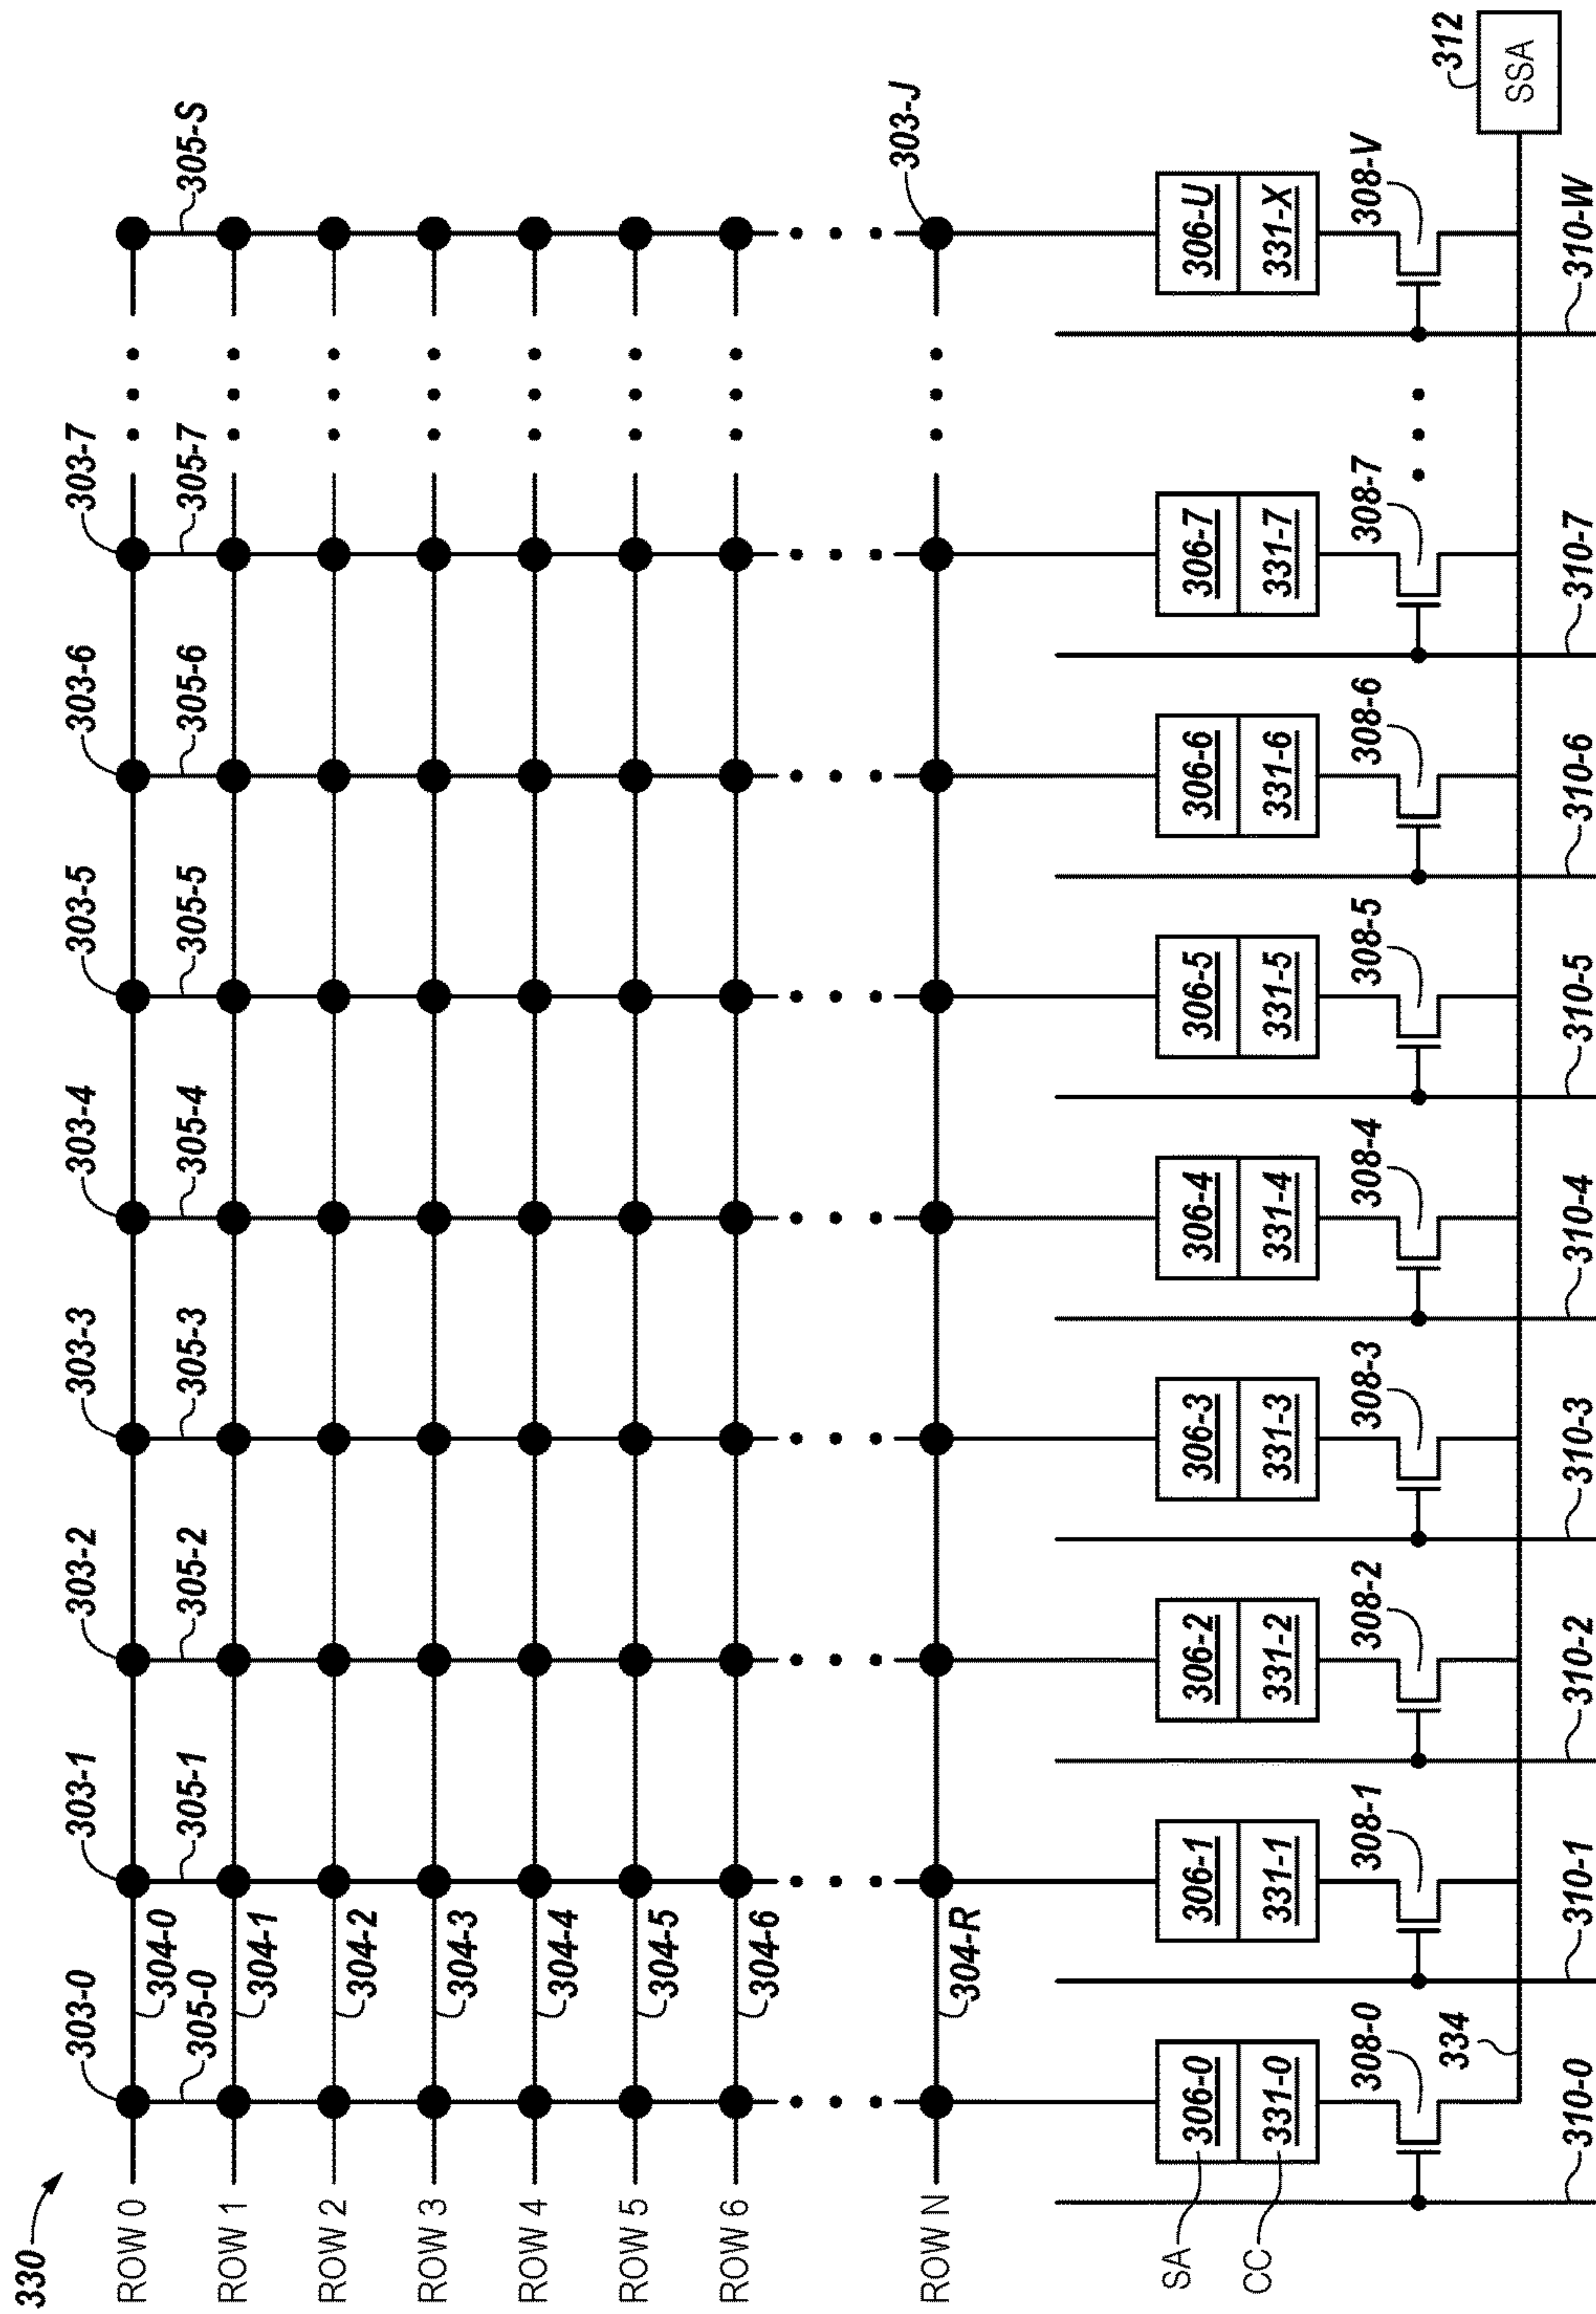 330
303-0 303-1 303-2 303-3 303-4 303-5 303-6 303-7
ROW 0
304-0
305-0 305-1 305-2 305-3 305-4 305-5 305-6 305-7 305-S
ROW 1
304-1
ROW 2
304-2
ROW 3
304-3
ROW 4
304-4
ROW 5
304-5
ROW 6
304-6
303-J
ROW N
304-R
SA
306-0 306-1 306-2 306-3 306-4 306-5 306-6 306-7 306-U
CC
331-0 331-1 331-2 331-3 331-4 331-5 331-6 331-7 331-X
308-0 308-1 308-2 308-3 308-4 308-5 308-6 308-7 308-V
334
312
SSA
310-0 310-1 310-2 310-3 310-4 310-5 310-6 310-7 310-W